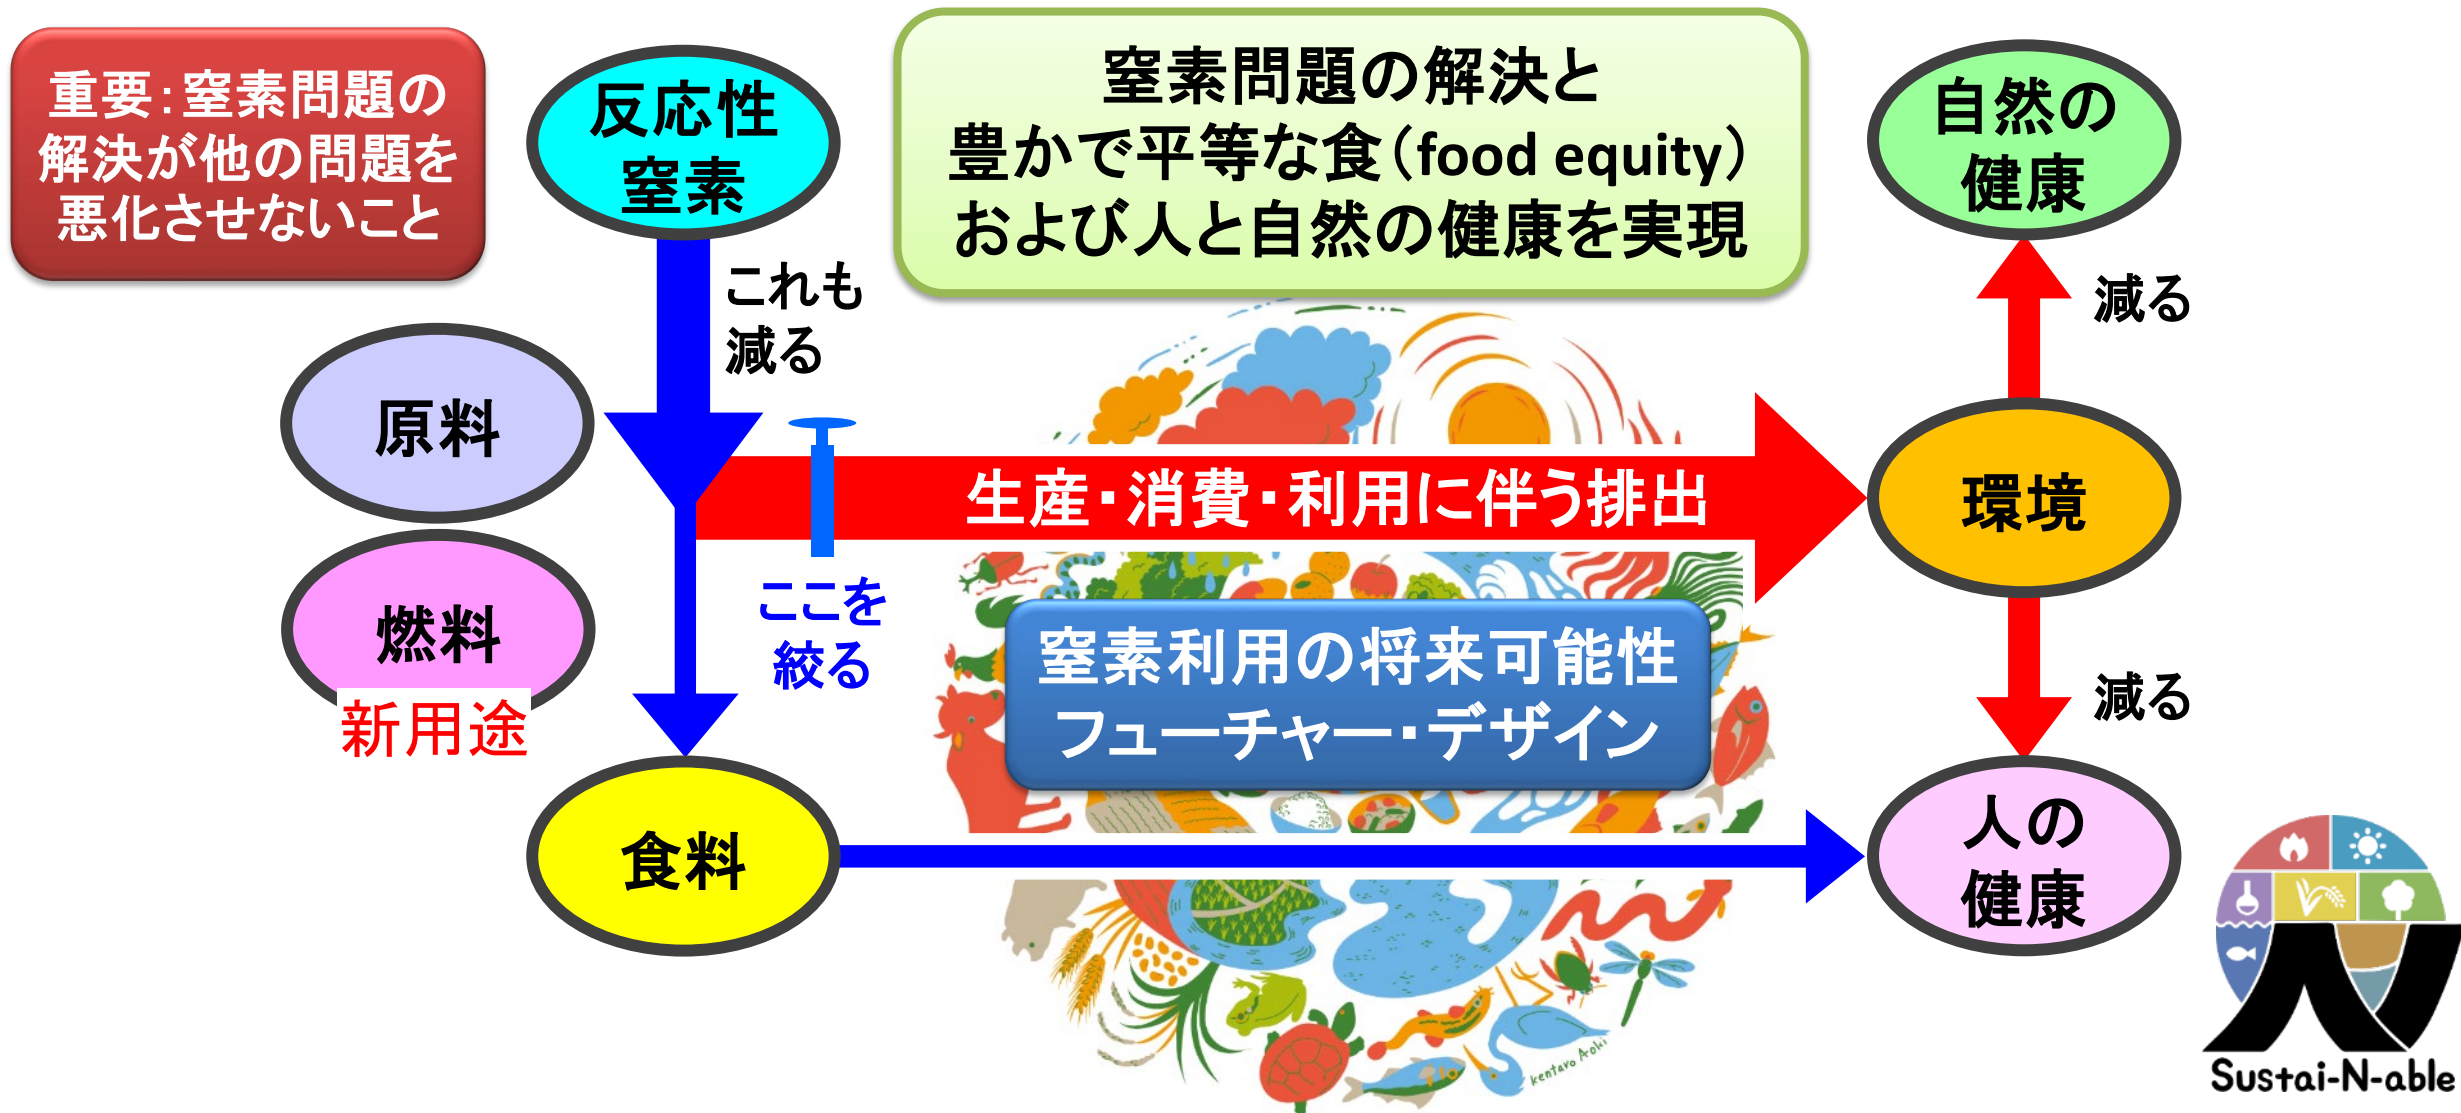 重要：窒素問題の
解決が他の問題を
悪化させないこと
反応性
窒素
窒素問題の解決と
豊かで平等な食（food equity）
および人と自然の健康を実現
自然の
健康
これも
減る
減る
原料
生産・消費・利用に伴う排出
環境
燃料
新用途
ここを
絞る
窒素利用の将来可能性
フューチャー・デザイン
減る
食料
人の
健康
kentaro Aoki
Sustai-N-able